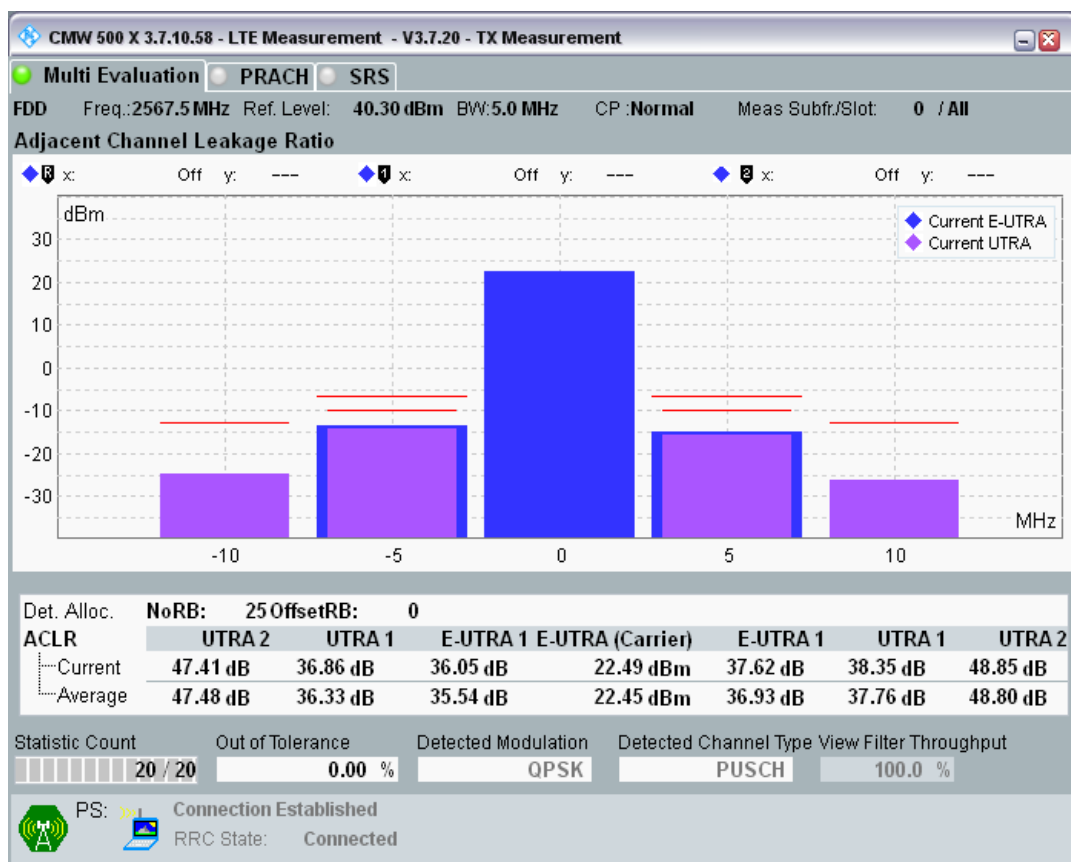 CMW 500 X 3.7.10.58 - LTE Measurement - V3.7.20 - TX Measurement
Multi Evaluation PRACH SRS
FDD Freq.:2567.5 MHz Ref. Level: 40.30 dBm BW:5.0 MHz CP :Normal Meas Subfr./Slot: 0 / All
Adjacent Channel Leakage Ratio
R x: Off y: --- 1 x: Off y: --- 2 x: Off y: ---
dBm
Current E-UTRA
Current UTRA
30
20
10
0
-10
-20
-30
MHz
-10 -5 0 5 10
Det. Alloc. NoRB: 25 OffsetRB: 0
ACLR UTRA 2 UTRA 1 E-UTRA 1 E-UTRA (Carrier) E-UTRA 1 UTRA 1 UTRA 2
Current 47.41 dB 36.86 dB 36.05 dB 22.49 dBm 37.62 dB 38.35 dB 48.85 dB
Average 47.48 dB 36.33 dB 35.54 dB 22.45 dBm 36.93 dB 37.76 dB 48.80 dB
Statistic Count Out of Tolerance Detected Modulation Detected Channel Type View Filter Throughput
20 / 20 0.00 % QPSK PUSCH 100.0 %
PS: Connection Established
RRC State: Connected